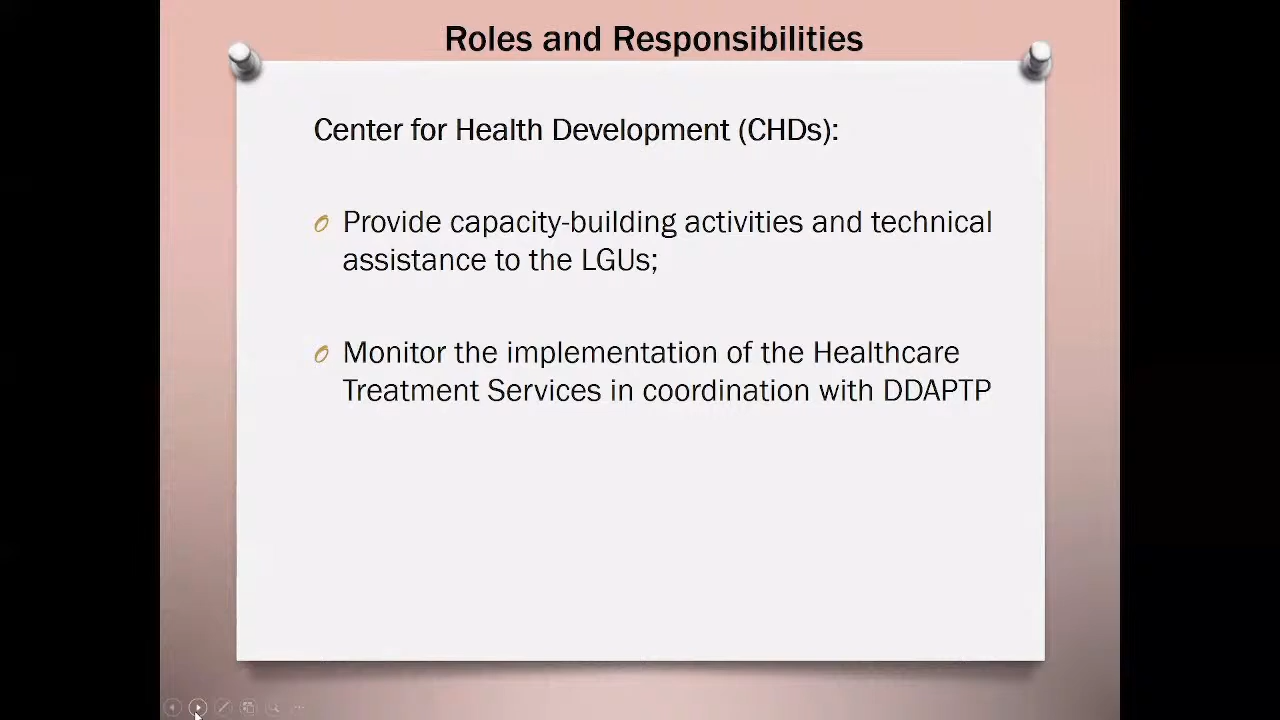 Roles and Responsibilities
Center for Health Development (CHDs):
Provide capacity-building activities and technical
assistance to the LGUs;
Monitor the implementation of the Healthcare
Treatment Services in coordination with DDAPTP